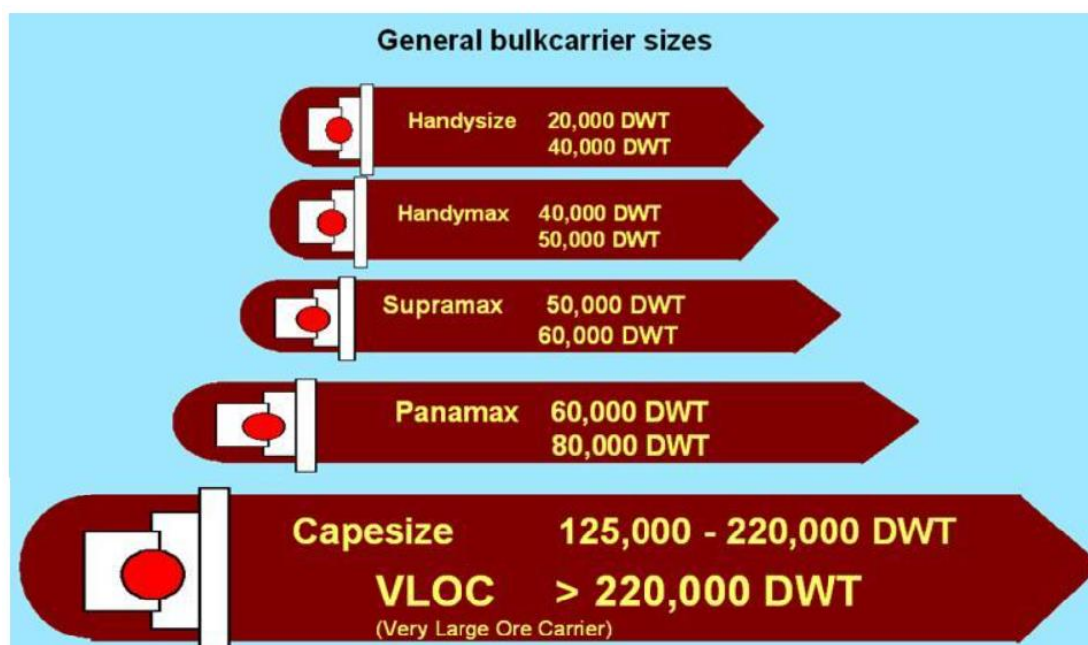 General bulkcarrier sizes
Handysize 20,000 DWT
40,000 DWT
Handymax 40,000 DWT
50,000 DWT
Supramax 50,000 DWT
60,000 DWT
Panamax 60,000 DWT
80,000 DWT
Capesize 125,000 - 220,000 DWT
VLOC > 220,000 DWT
(Very Large Ore Carrier)